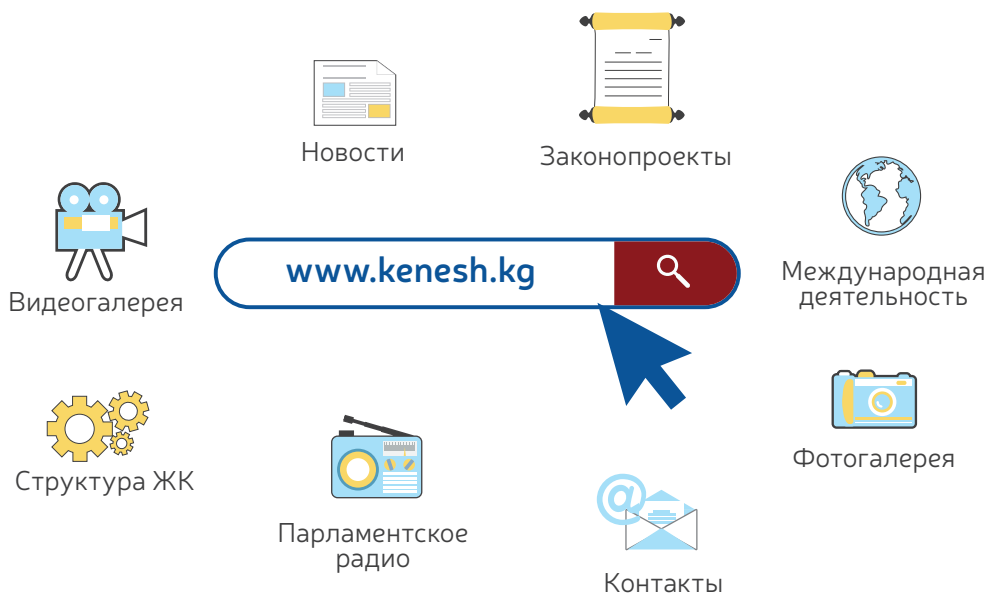 Новости
Законопроекты
Видеогалерея
www.kenesh.kg
Международная
деятельность
Структура ЖК
Парламентское
радио
Фотогалерея
@
Контакты